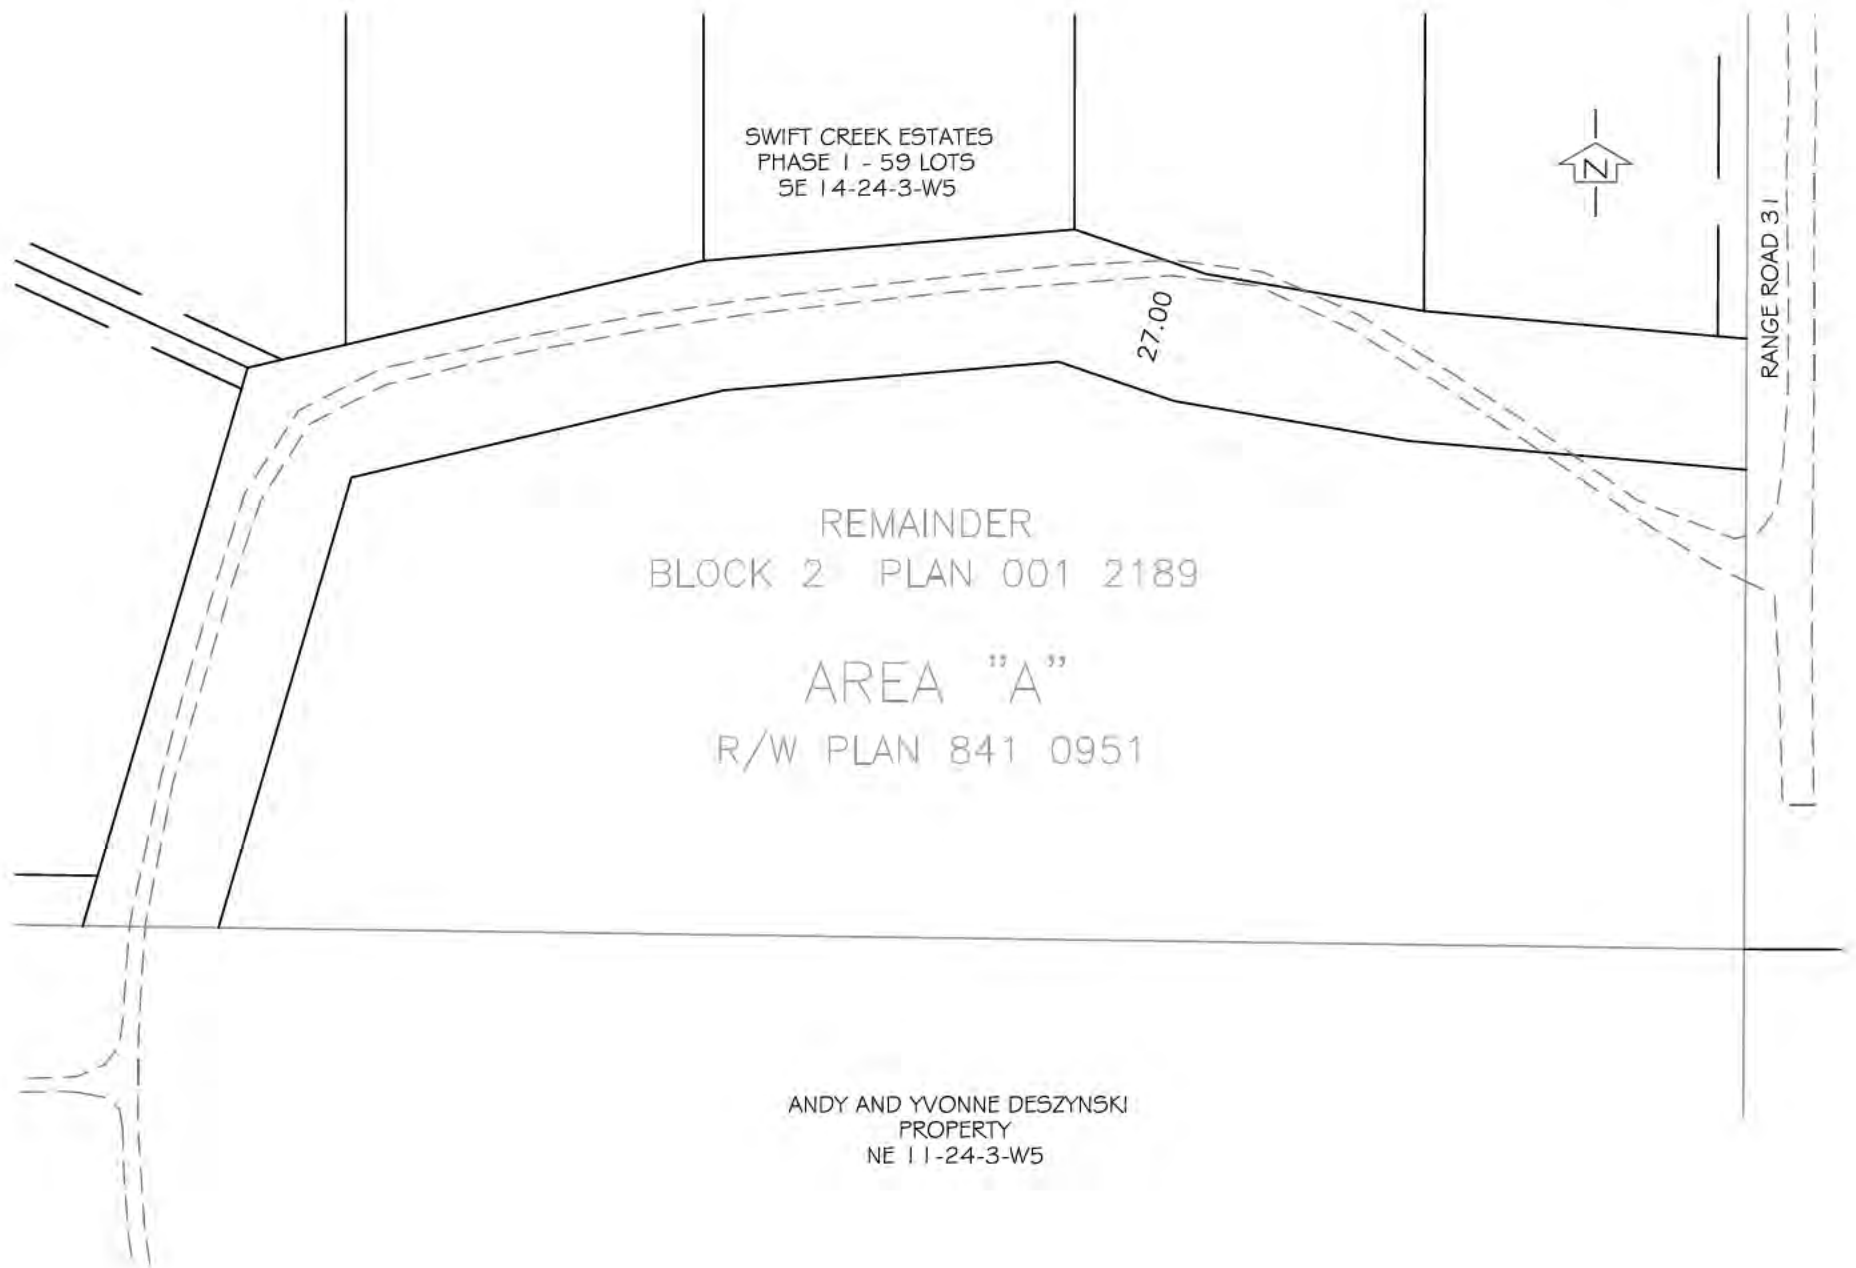 SWIFT CREEK ESTATES
PHASE 1 - 59 LOTS
SE 14-24-3-W5
N
RANGE ROAD 31
27.00
REMAINDER
BLOCK 2 PLAN 001 2189
AREA "A"
R/W PLAN 841 0951
ANDY AND YVONNE DESZYNSKI
PROPERTY
NE 11-24-3-W5